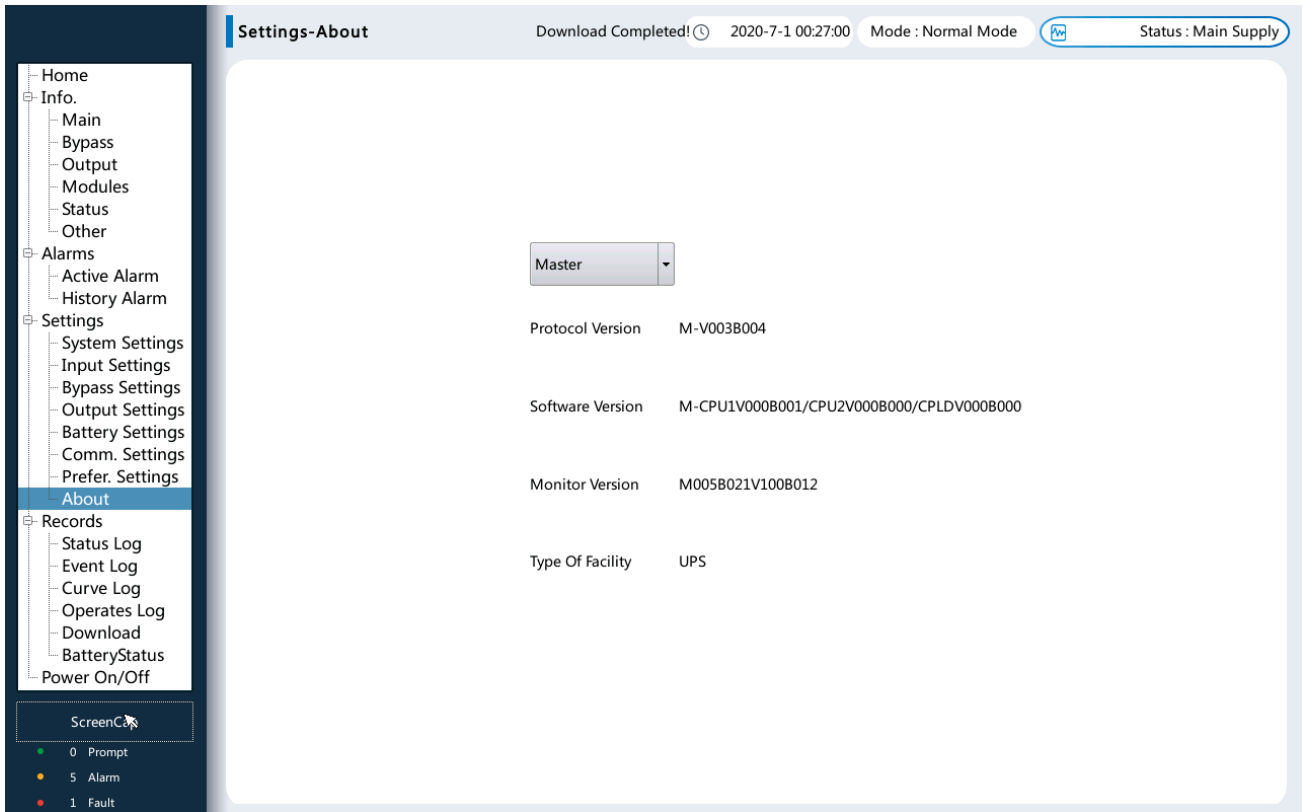 Settings-About
Download Completed!
2020-7-1 00:27:00
Mode : Normal Mode
Status : Main Supply
Home
Info.
Main
Bypass
Output
Modules
Status
Other
Alarms
Active Alarm
History Alarm
Settings
System Settings
Input Settings
Bypass Settings
Output Settings
Battery Settings
Comm. Settings
Prefer. Settings
About
Records
Status Log
Event Log
Curve Log
Operates Log
Download
BatteryStatus
Power On/Off
ScreenCap
0 Prompt
5 Alarm
1 Fault
Master
Protocol Version M-V003B004
Software Version M-CPU1V000B001/CPU2V000B000/CPLDV000B000
Monitor Version M005B021V100B012
Type Of Facility UPS